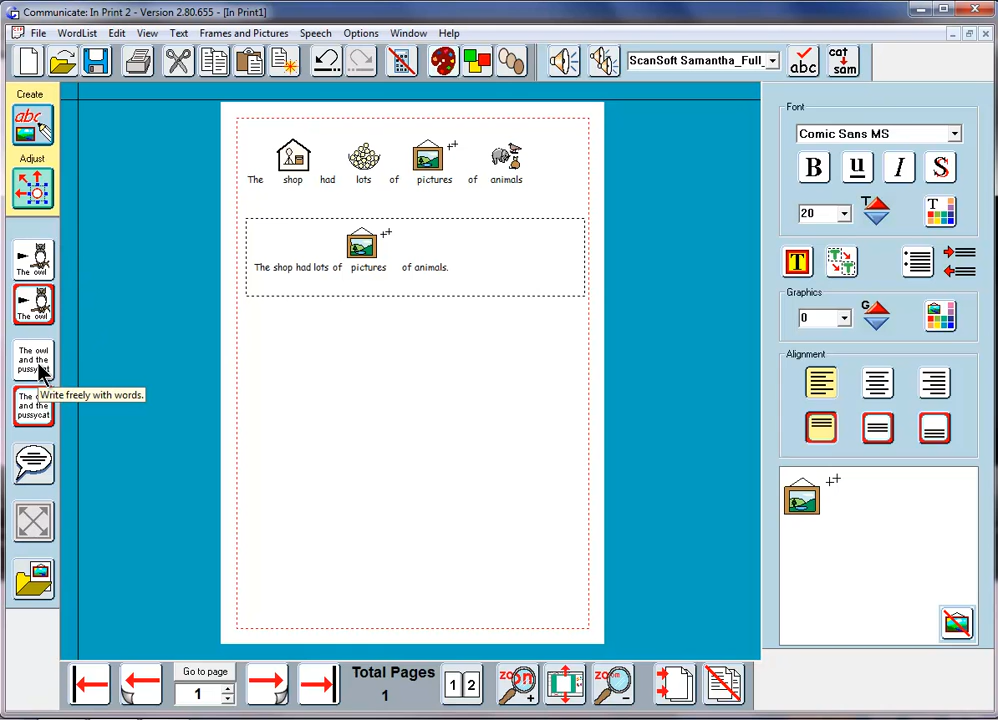 Communicate: In Print 2 - Version 2.80.655 - [In Print1]
File WordList Edit View Text Frames and Pictures Speech Options Window Help
ScanSoft Samantha_Full_
abc
cat
sam
Create
abc
Adjust
The owl
The owl
The owl
and the
pussycat
Write freely with words.
and the
pussycat
The shop had lots of pictures of animals
The shop had lots of pictures of animals.
Font
Comic Sans MS
B u I S
20
T
T
T
Graphics
0
G
Alignment
Go to page
1
Total Pages
1
1 2
zoom
+
zoom
-